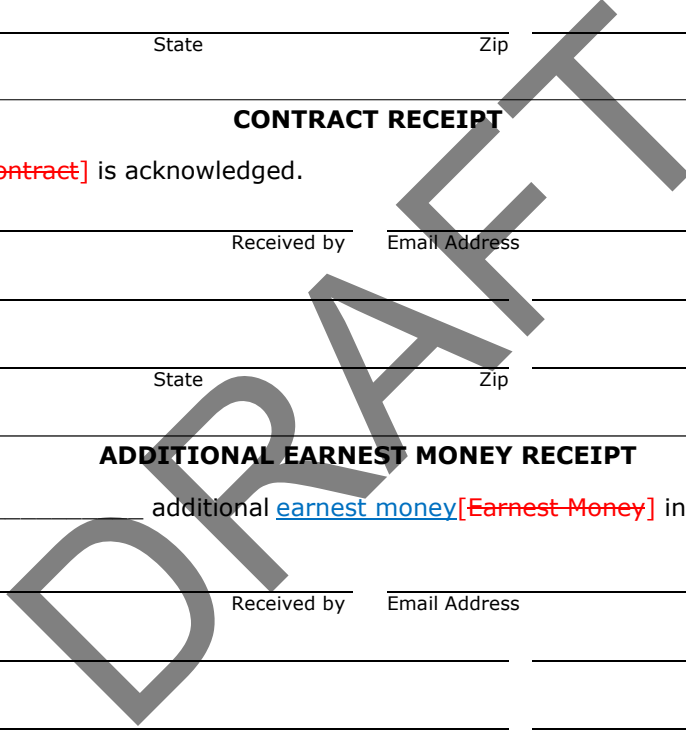 State Zip
CONTRACT RECEIPT
ontract] is acknowledged.
Received by Email Address
State Zip
ADDITIONAL EARNEST MONEY RECEIPT
___________ additional earnest money[Earnest Money] in
Received by Email Address
DRAFT